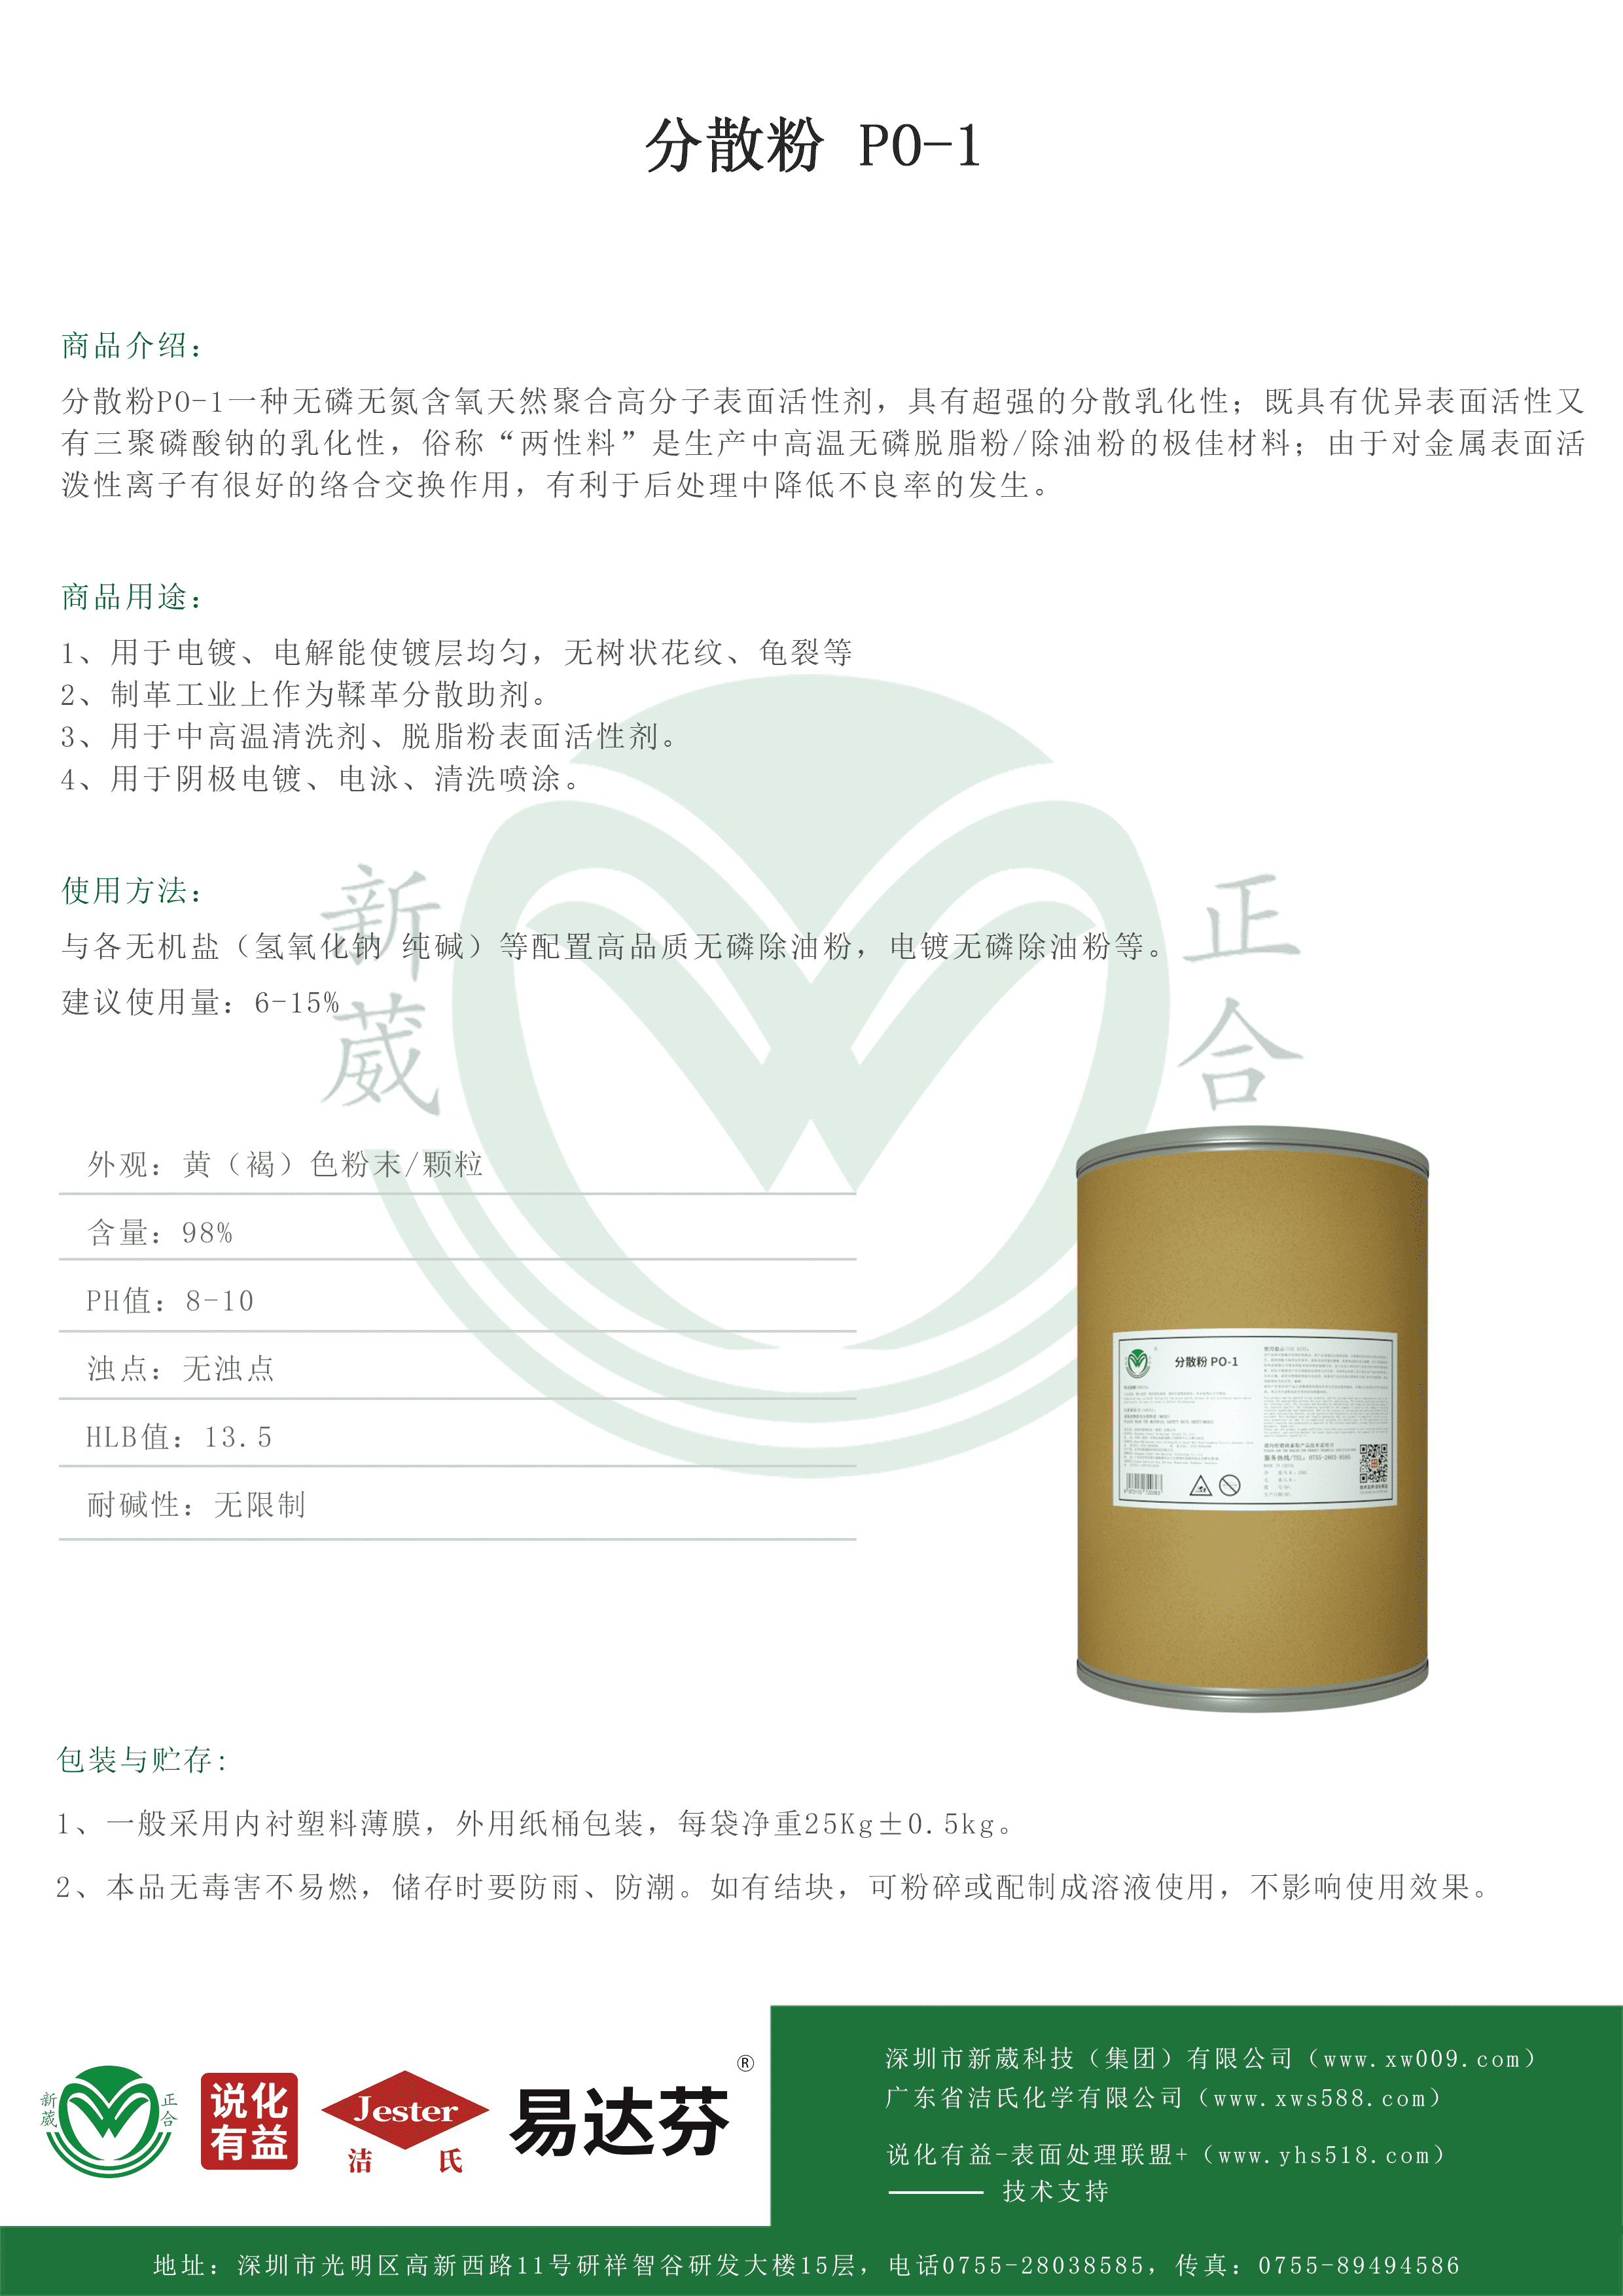 分散粉 PO-1
商品介绍：
分散粉PO-1一种无磷无氮含氧天然聚合高分子表面活性剂，具有超强的分散乳化性；既具有优异表面活性又
有三聚磷酸钠的乳化性，俗称“两性料”是生产中高温无磷脱脂粉/除油粉的极佳材料；由于对金属表面活
泼性离子有很好的络合交换作用，有利于后处理中降低不良率的发生。
商品用途：
1、用于电镀、电解能使镀层均匀，无树状花纹、龟裂等
2、制革工业上作为鞣革分散助剂。
3、用于中高温清洗剂、脱脂粉表面活性剂。
4、用于阴极电镀、电泳、清洗喷涂。
使用方法：
与各无机盐（氢氧化钠 纯碱）等配置高品质无磷除油粉，电镀无磷除油粉等。
建议使用量：6-15%
新葳
正合
外观：黄（褐）色粉末/颗粒
含量：98%
PH值：8-10
浊点：无浊点
HLB值：13.5
耐碱性：无限制
分散粉 PO-1
包装与贮存：
1、一般采用内衬塑料薄膜，外用纸桶包装，每袋净重25Kg±0.5kg。
2、本品无毒害不易燃，储存时要防雨、防潮。如有结块，可粉碎或配制成溶液使用，不影响使用效果。
新葳
正合
说化
有益
Jester
洁 氏
易达芬®
深圳市新葳科技（集团）有限公司（www.xw009.com）
广东省洁氏化学有限公司（www.xws588.com）
说化有益-表面处理联盟+（www.yhs518.com）
技术支持
地址：深圳市光明区高新西路11号研祥智谷研发大楼15层，电话0755-28038585，传真：0755-89494586